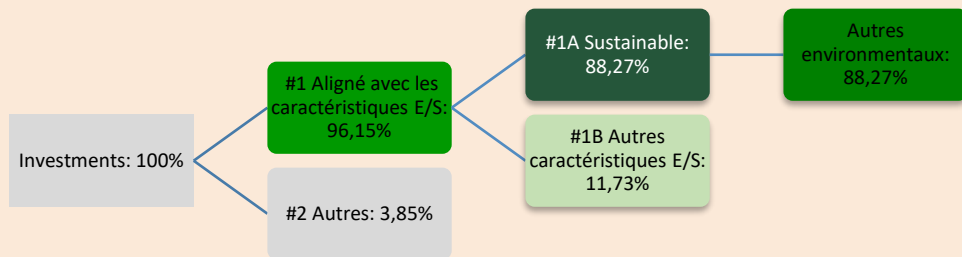 Investments: 100%
#1 Aligné avec les
caractéristiques E/S:
96,15%
#2 Autres: 3,85%
#1A Sustainable:
88,27%
#1B Autres
caractéristiques E/S:
11,73%
Autres
environmentaux:
88,27%